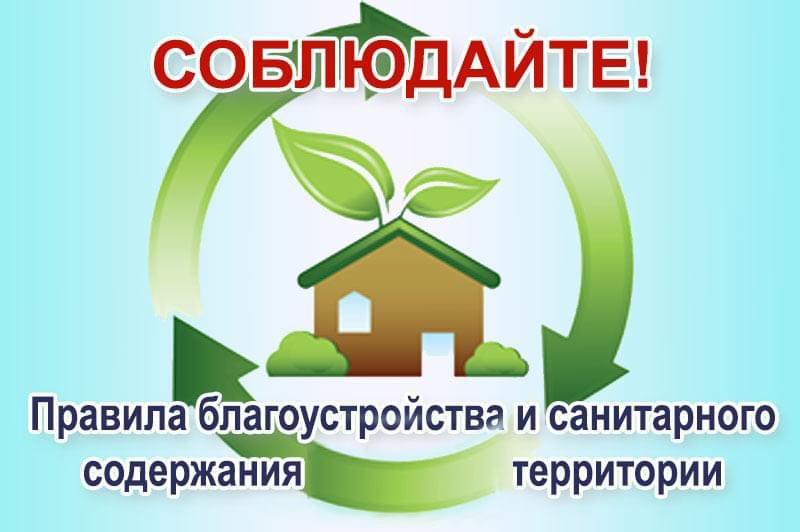 СОБЛЮДАЙТЕ!
Правила благоустройства и санитарного
содержания территории